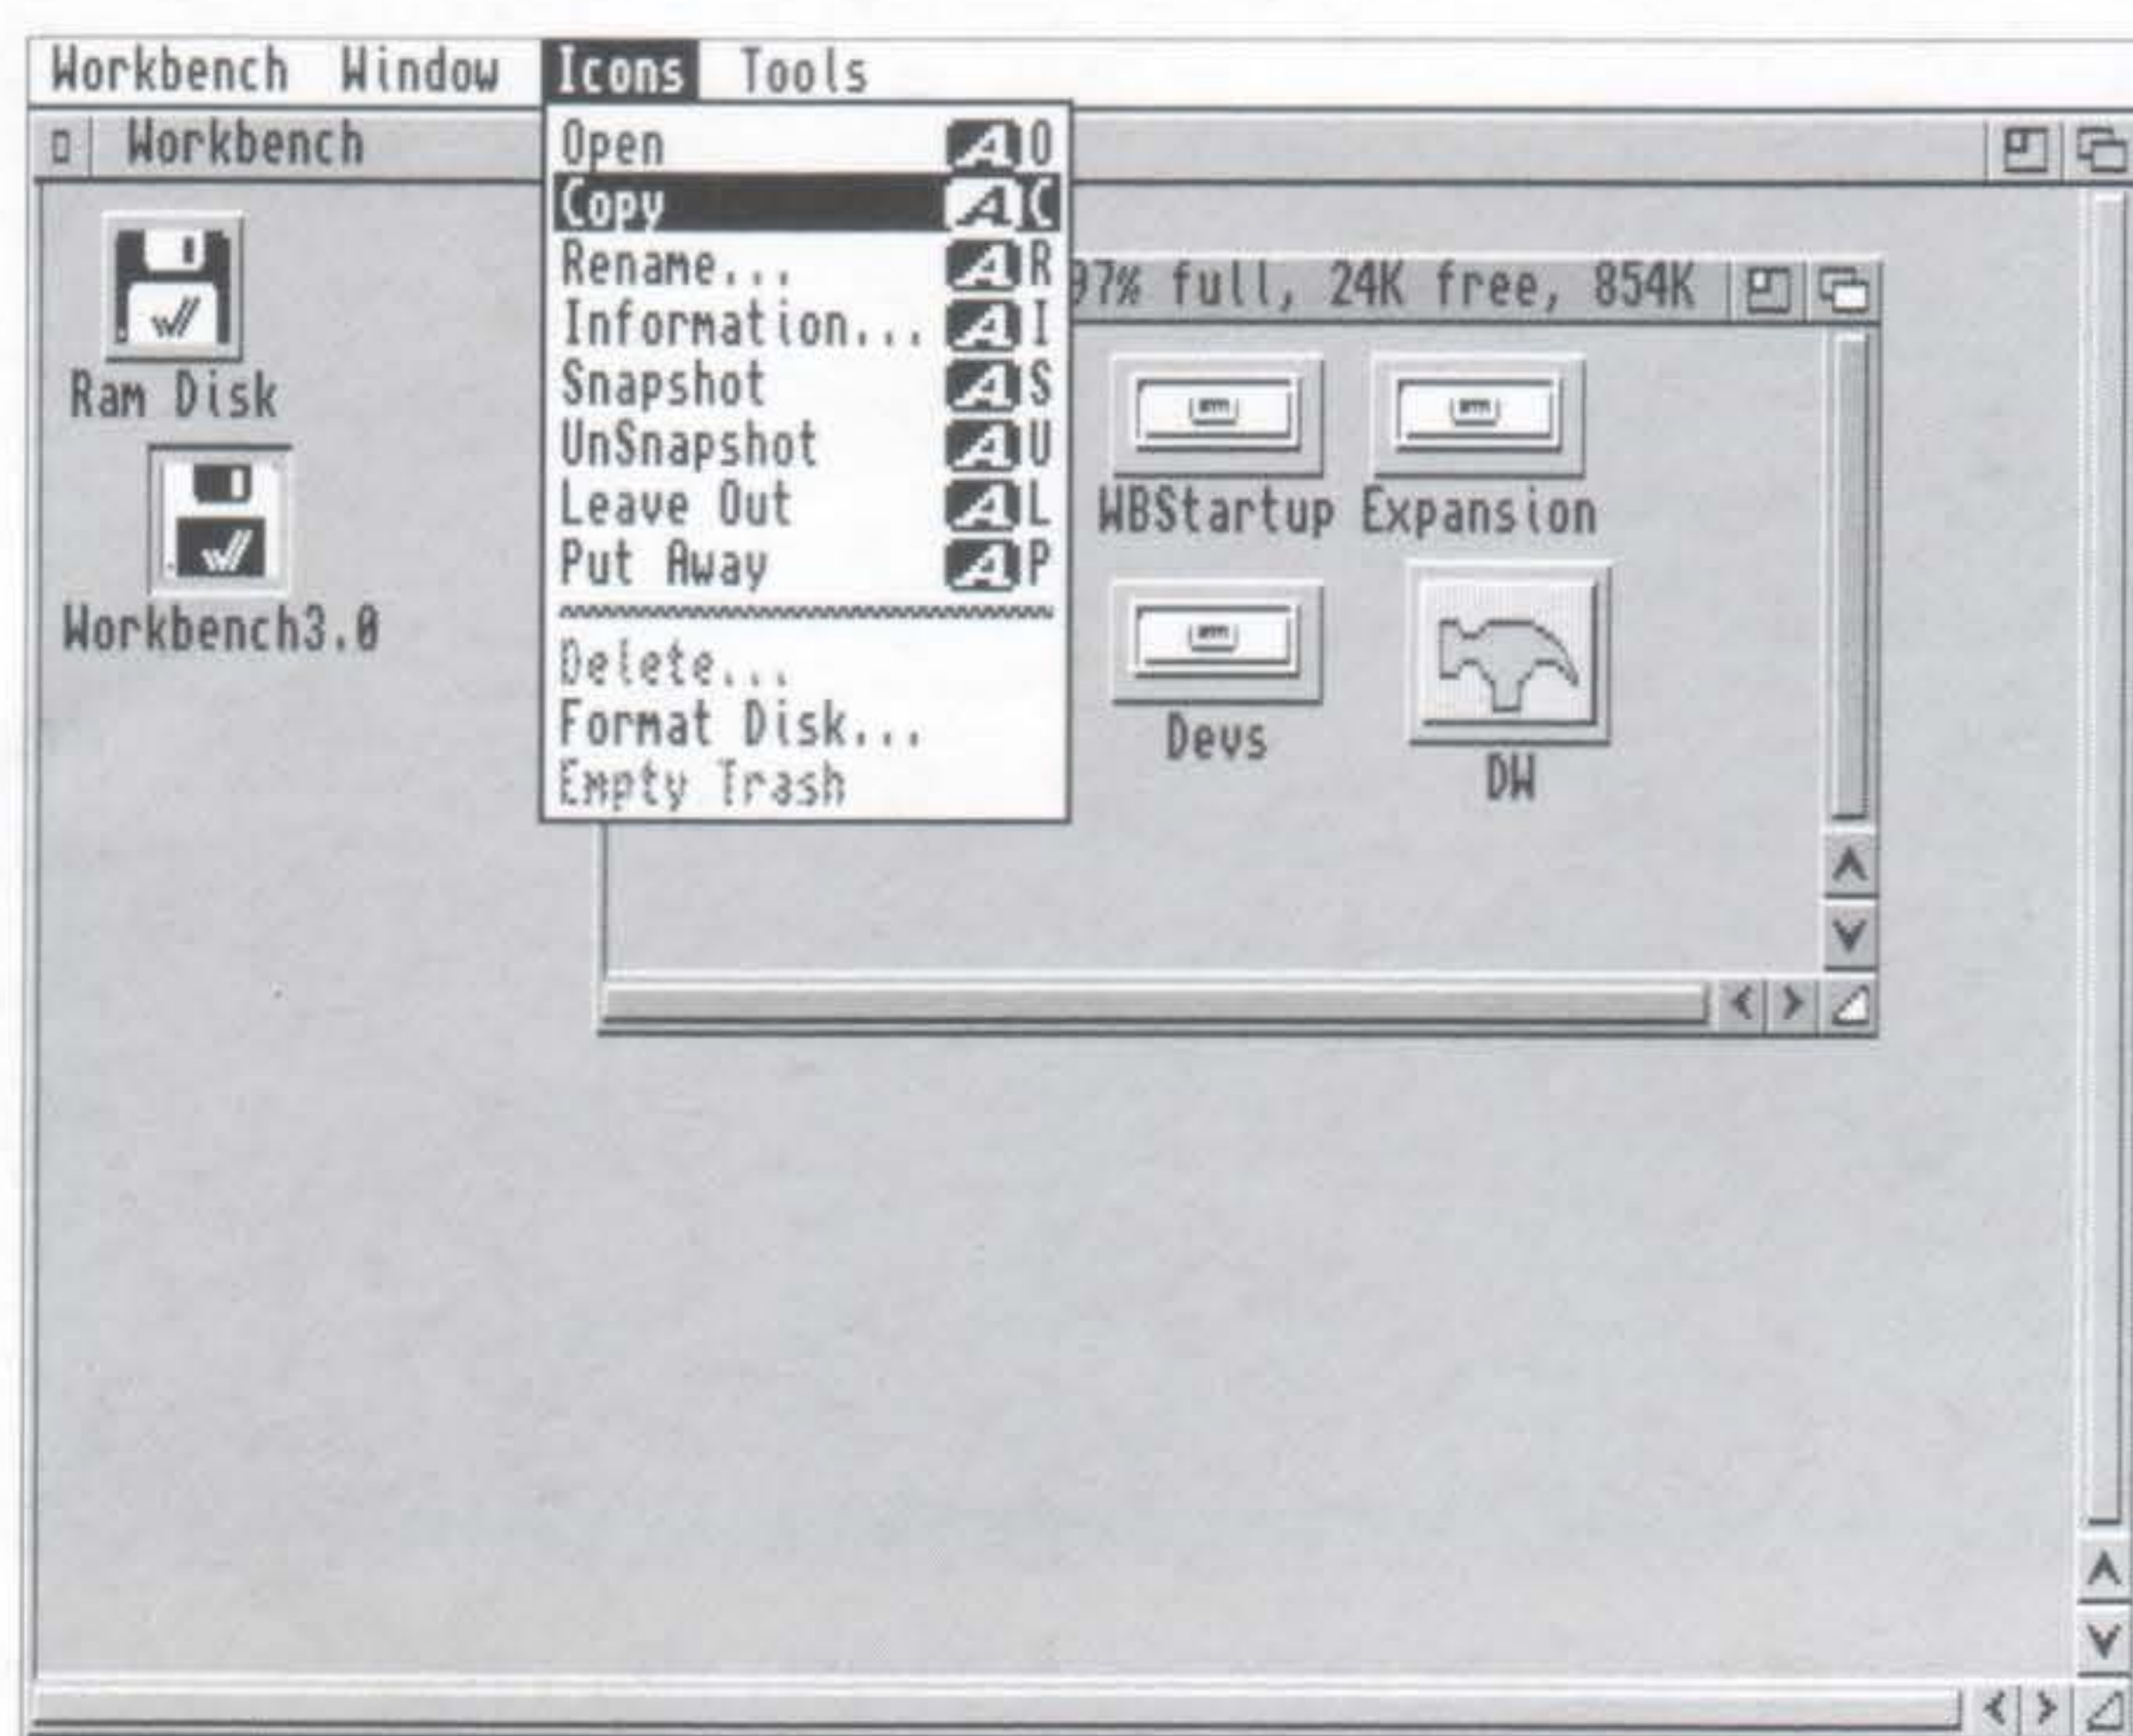 Workbench Window Icons Tools
Workbench
Open A O
Copy A C
Rename... A R
Information... A I
Snapshot A S
UnSnapshot A U
Leave Out A L
Put Away A P
Delete...
Format Disk...
Empty Trash
Ram Disk
Workbench3.0
97% full, 24K free, 854K
WBStartup Expansion
Devs DW